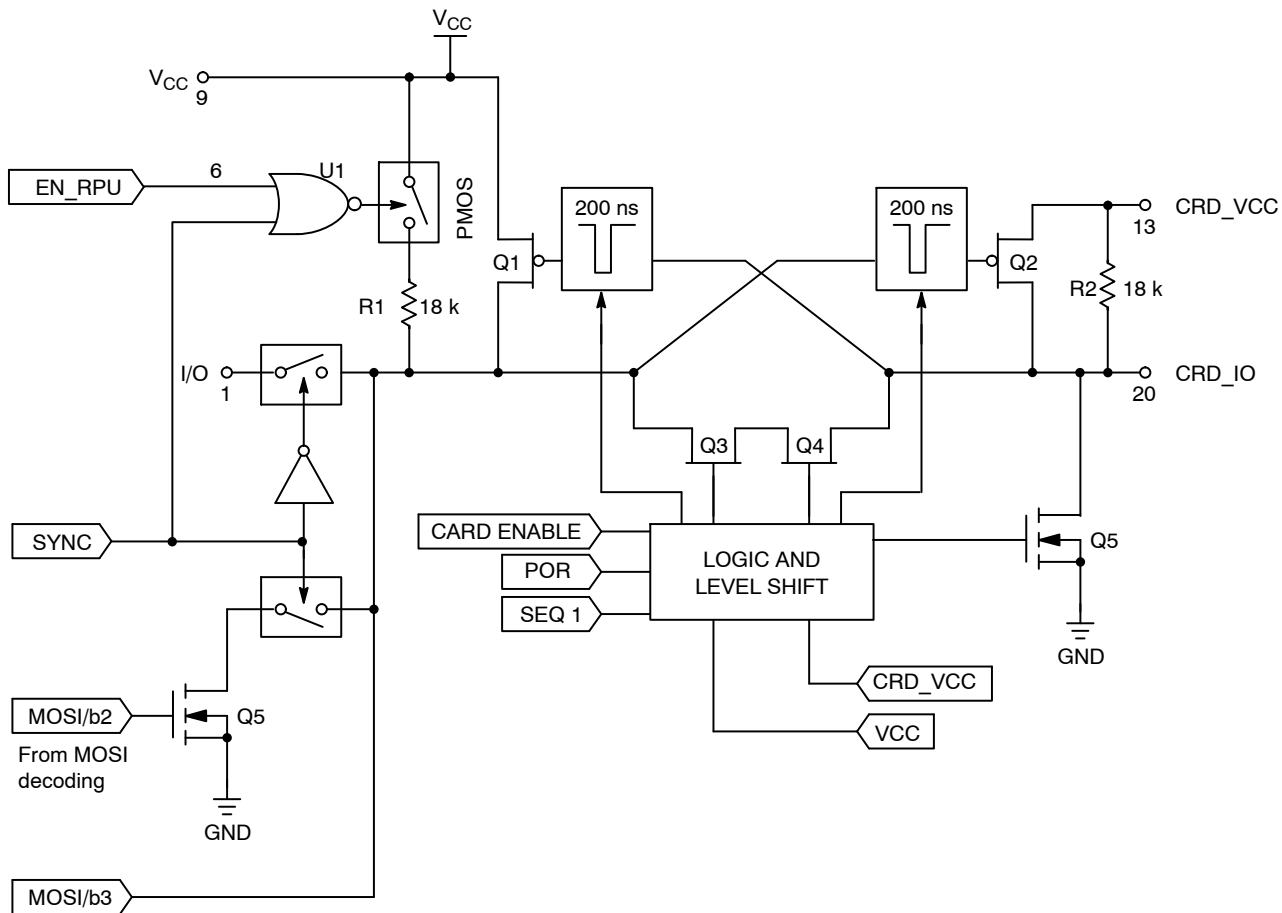 VCC
VCC
9
EN_RPU
6
U1
PMOS
R1
18 k
Q1
200 ns
200 ns
Q2
CRD_VCC
13
R2
18 k
I/O
1
CRD_IO
20
Q3
Q4
SYNC
CARD ENABLE
POR
SEQ 1
LOGIC AND
LEVEL SHIFT
Q5
GND
CRD_VCC
VCC
MOSI/b2
Q5
From MOSI
decoding
GND
MOSI/b3